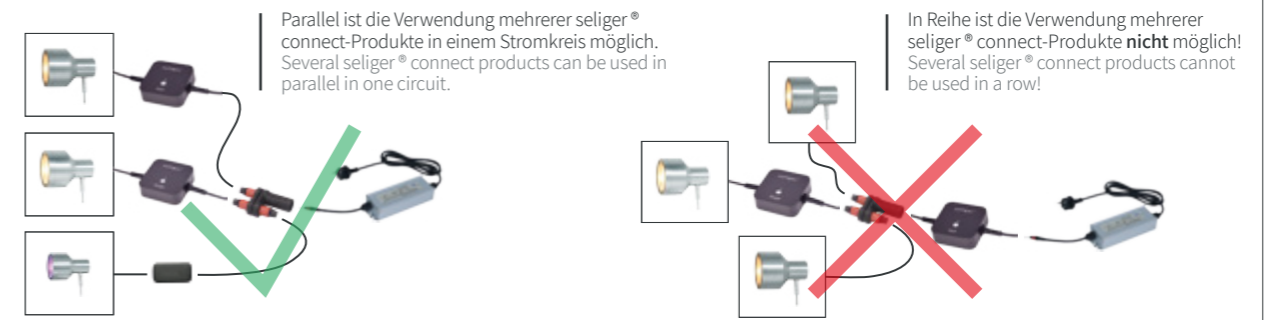 Parallel ist die Verwendung mehrerer seliger ®
connect-Produkte in einem Stromkreis möglich.
Several seliger ® connect products can be used in
parallel in one circuit.
In Reihe ist die Verwendung mehrerer
seliger ® connect-Produkte nicht möglich!
Several seliger ® connect products cannot
be used in a row!